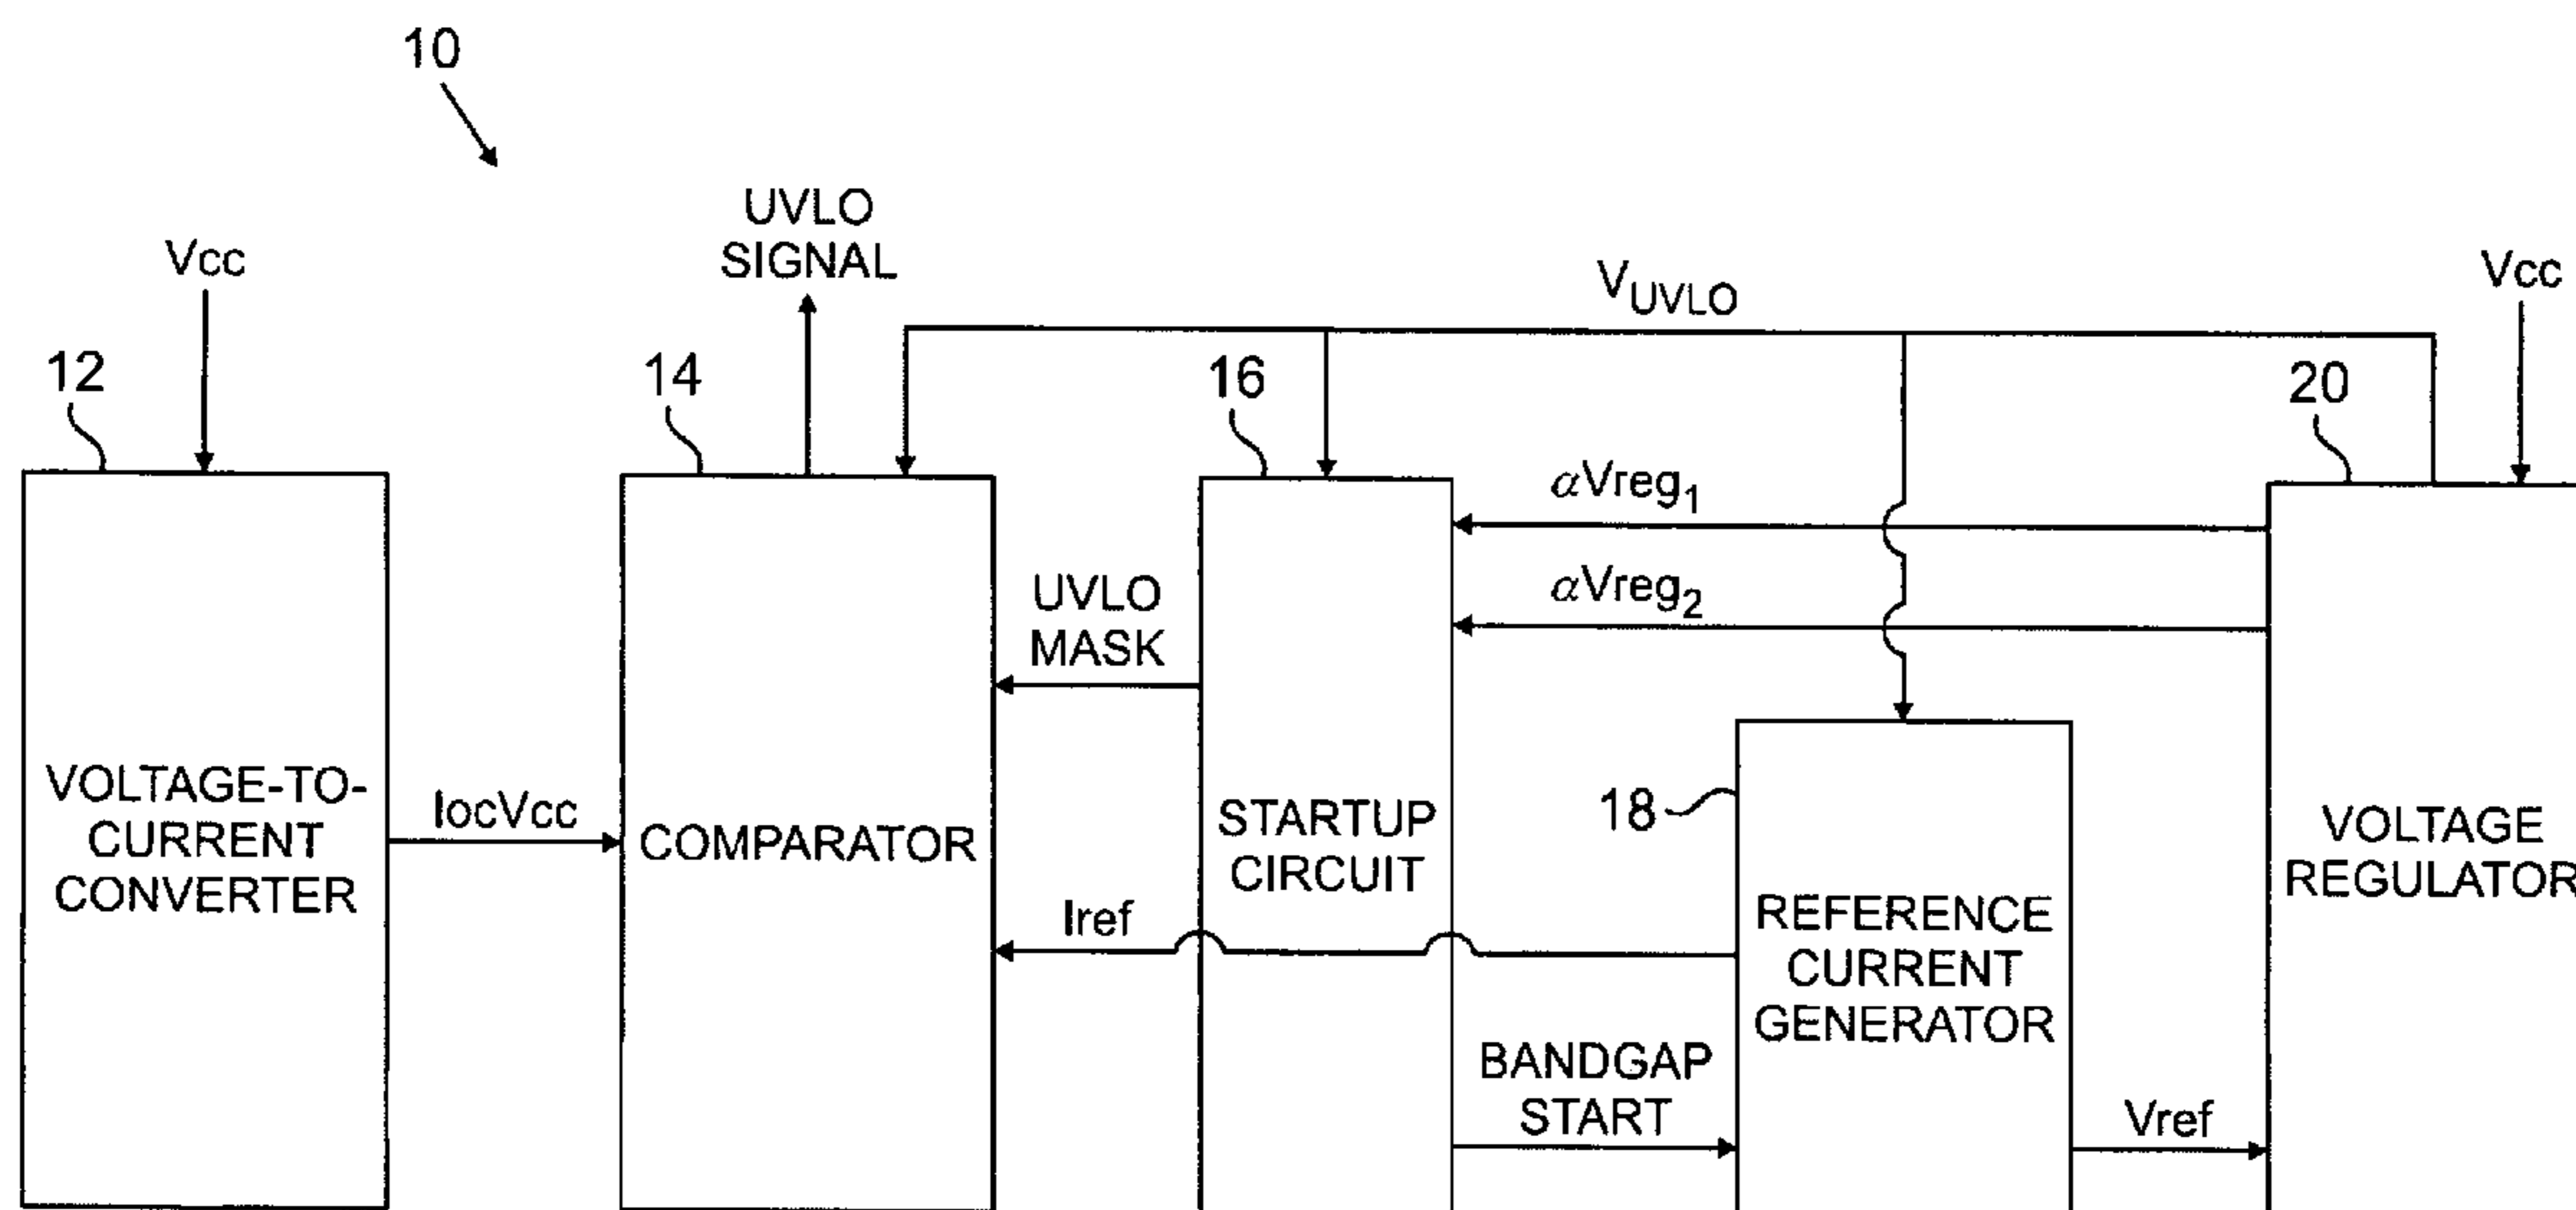 10
UVLO
SIGNAL
Vcc
V_UVLO
Vcc
12
14
16
20
αVreg₁
αVreg₂
UVLO
MASK
18
VOLTAGE-TO-
CURRENT
CONVERTER
IocVcc
COMPARATOR
STARTUP
CIRCUIT
VOLTAGE
REGULATOR
Iref
REFERENCE
CURRENT
GENERATOR
BANDGAP
START
Vref